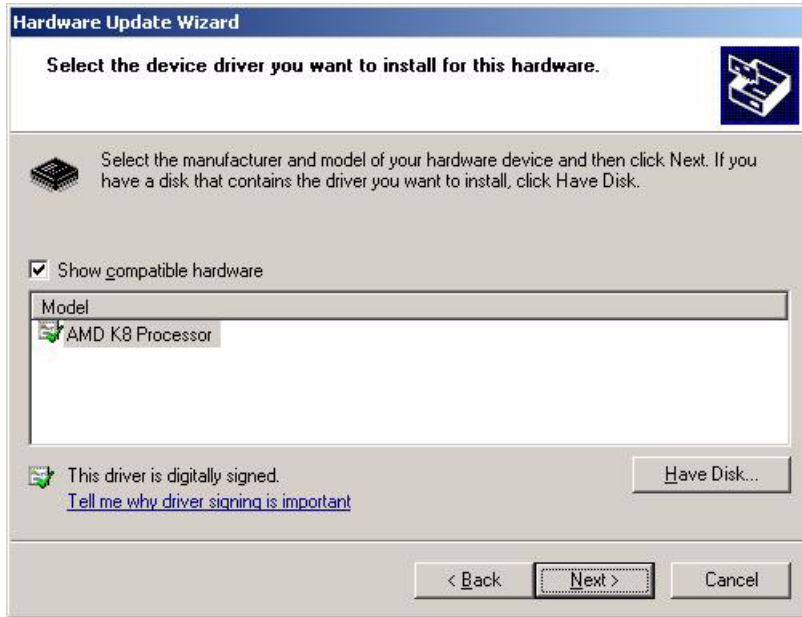 Hardware Update Wizard
Select the device driver you want to install for this hardware.
Select the manufacturer and model of your hardware device and then click Next. If you
have a disk that contains the driver you want to install, click Have Disk.
Show compatible hardware
Model
AMD K8 Processor
This driver is digitally signed.
Tell me why driver signing is important
Have Disk...
< Back
Next >
Cancel